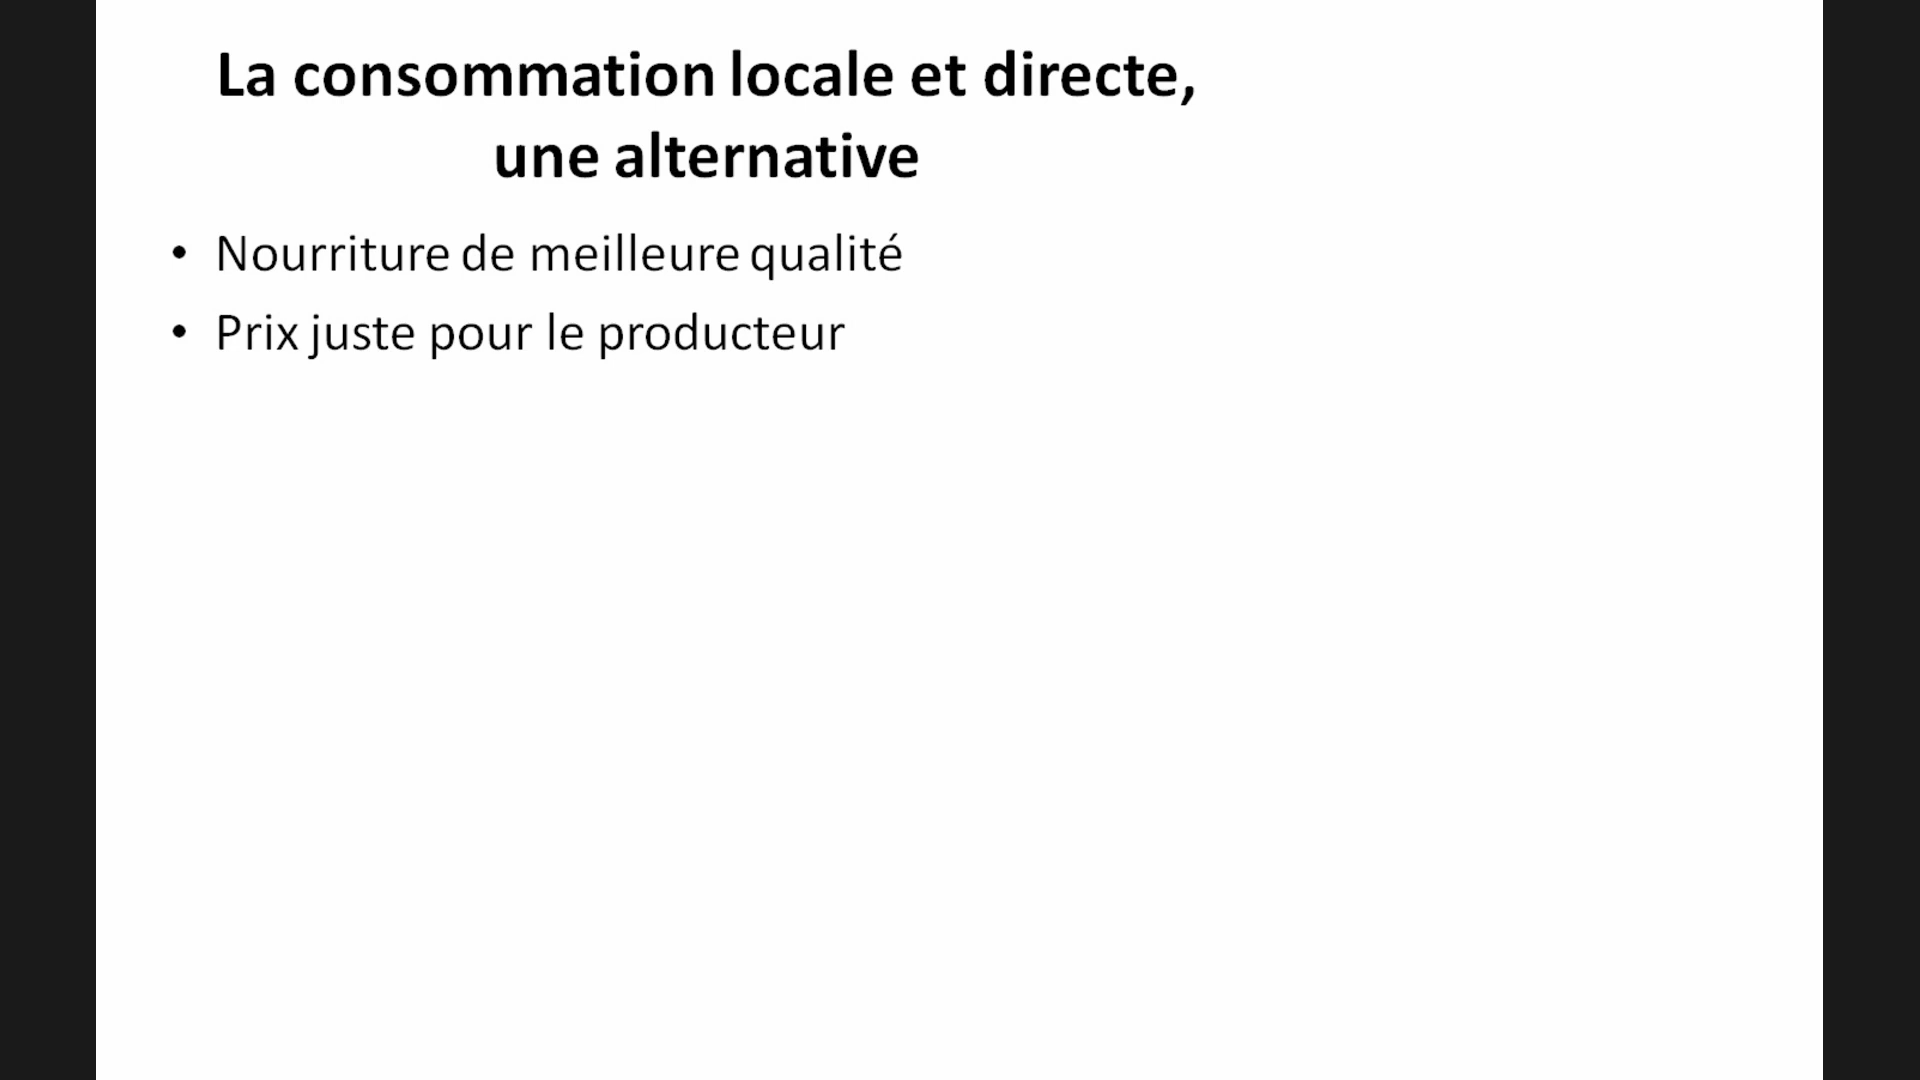 La consommation locale et directe,
une alternative
• Nourriture de meilleure qualité
• Prix juste pour le producteur